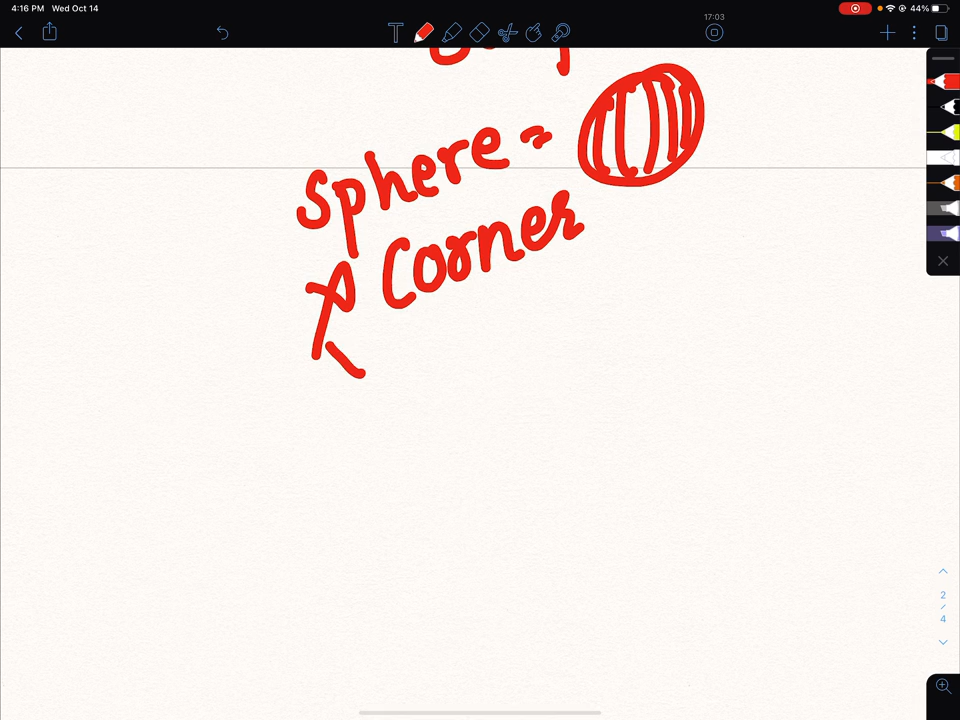 4:16 PM Wed Oct 14
44%
17:03
T
Sphere =
X Corner
2
/
4